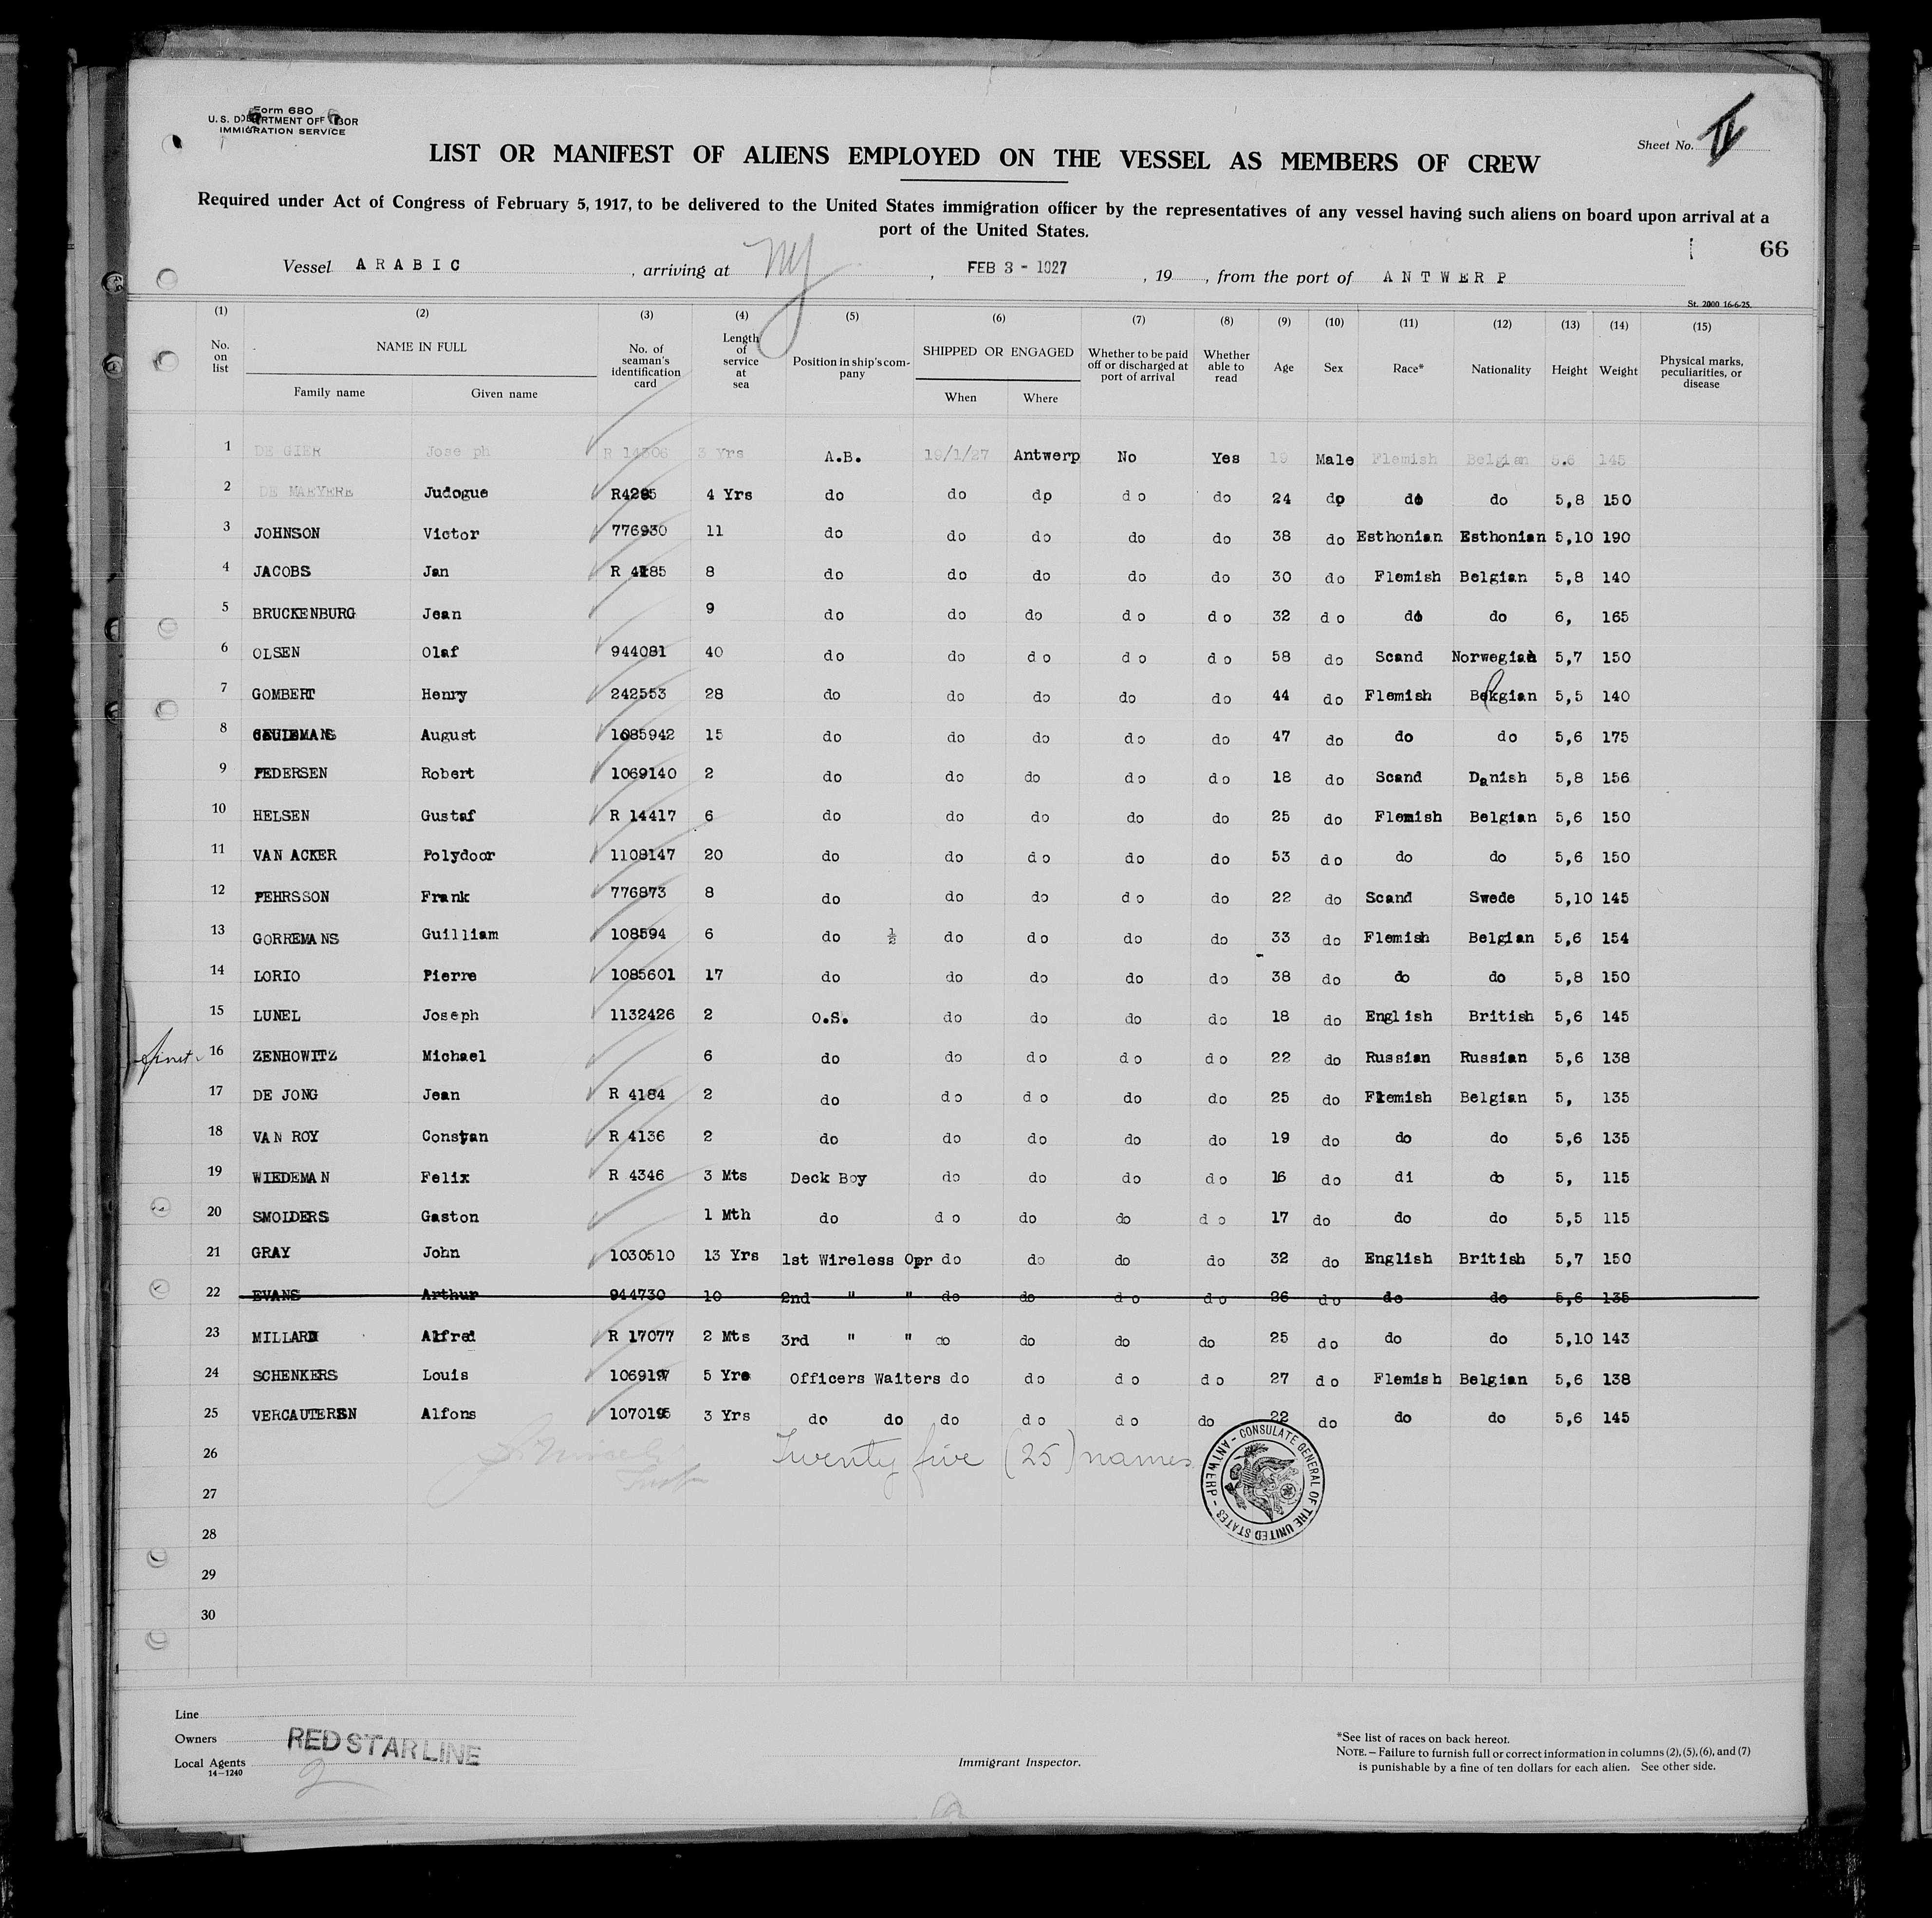 Form 680
U. S. DEPARTMENT OF LABOR
IMMIGRATION SERVICE
Sheet No. II
LIST OR MANIFEST OF ALIENS EMPLOYED ON THE VESSEL AS MEMBERS OF CREW
Required under Act of Congress of February 5, 1917, to be delivered to the United States immigration officer by the representatives of any vessel having such aliens on board upon arrival at a
port of the United States.
66
Vessel ARABIC, arriving at NY, FEB 3 - 1927, 19, from the port of ANTWERP
St. 2000 16-6-25.
(1) (2) (3) (4) (5) (6) (7) (8) (9) (10) (11) (12) (13) (14) (15)
No. on list NAME IN FULL No. of seaman's identification card Length of service at sea Position in ship's company SHIPPED OR ENGAGED Whether to be paid off or discharged at port of arrival Whether able to read Age Sex Race* Nationality Height Weight Physical marks, peculiarities, or disease
Family name Given name When Where
1 DE GIER Joseph R 14306 3 Yrs A.B. 19/1/27 Antwerp No Yes 19 Male Flemish Belgian 5.6 145
2 DE MAEYERE Judogue R4295 4 Yrs do do do do do 24 do do do 5,8 150
3 JOHNSON Victor 776930 11 do do do do do 38 do Esthonian Esthonian 5,10 190
4 JACOBS Jan R 4185 8 do do do do do 30 do Flemish Belgian 5,8 140
5 BRUCKENBURG Jean 9 do do do do do 32 do do do 6, 165
6 OLSEN Olaf 944081 40 do do do do do 58 do Scand Norwegian 5,7 150
7 GOMBERT Henry 242553 28 do do do do do 44 do Flemish Belgian 5,5 140
8 August 1085942 15 do do do do do 47 do do do 5,6 175
9 PEDERSEN Robert 1069140 2 do do do do do 18 do Scand Danish 5,8 156
10 HELSEN Gustaf R 14417 6 do do do do do 25 do Flemish Belgian 5,6 150
11 VAN ACKER Polydoor 1108147 20 do do do do do 53 do do do 5,6 150
12 PEHRSSON Frank 776873 8 do do do do do 22 do Scand Swede 5,10 145
13 GORREMANS Guilliam 108594 6 do ½ do do do do 33 do Flemish Belgian 5,6 154
14 LORIO Pierre 1085601 17 do do do do do 38 do do do 5,8 150
15 LUNEL Joseph 1132426 2 O.S. do do do do 18 do English British 5,6 145
16 ZENHOWITZ Michael 6 do do do do do 22 do Russian Russian 5,6 138
17 DE JONG Jean R 4184 2 do do do do do 25 do Flemish Belgian 5, 135
18 VAN ROY Constan R 4136 2 do do do do do 19 do do do 5,6 135
19 WIEDEMAN Felix R 4346 3 Mts Deck Boy do do do do 16 do di do 5, 115
20 SMOLDERS Gaston 1 Mth do do do do do 17 do do do 5,5 115
21 GRAY John 1030510 13 Yrs 1st Wireless Opr do do do do 32 do English British 5,7 150
22 EVANS Arthur 944730 10 2nd " " do do do do 26 do do do 5,6 135
23 MILLARD Alfred R 17077 2 Mts 3rd " " do do do do 25 do do do 5,10 143
24 SCHENKERS Louis 1069197 5 Yrs Officers Waiters do do do do 27 do Flemish Belgian 5,6 138
25 VERCAUTEREN Alfons 1070195 3 Yrs do do do do do do 22 do do do 5,6 145
26 Twenty five (25) names
27
28
29
30
CONSULATE GENERAL OF THE UNITED STATES - ANTWERP -
Line
Owners
RED STAR LINE
Local Agents
14-1240
2
Immigrant Inspector.
*See list of races on back hereof.
NOTE. — Failure to furnish full or correct information in columns (2), (5), (6), and (7)
is punishable by a fine of ten dollars for each alien. See other side.